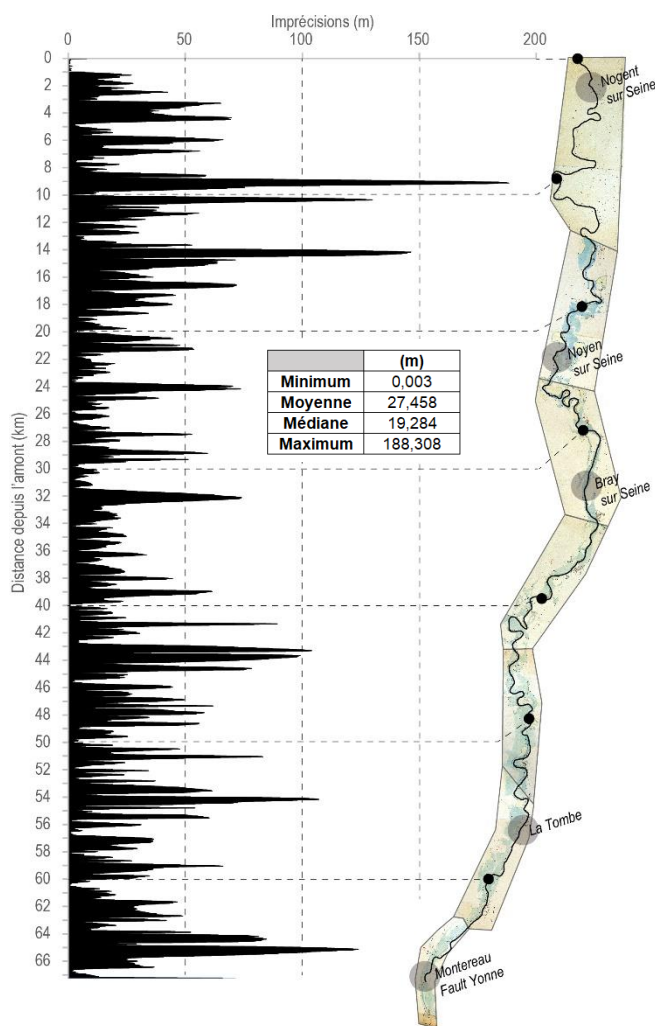 Imprécisions (m)
0 50 100 150 200
Distance depuis l'amont (km)
0
2
4
6
8
10
12
14
16
18
20
22
24
26
28
30
32
34
36
38
40
42
44
46
48
50
52
54
56
57
58
60
62
64
66
(m)
Minimum 0,003
Moyenne 27,458
Médiane 19,284
Maximum 188,308
Nogent
sur Seine
Noyen
sur Seine
Bray
sur Seine
La Tombe
Montereau
Fault Yonne